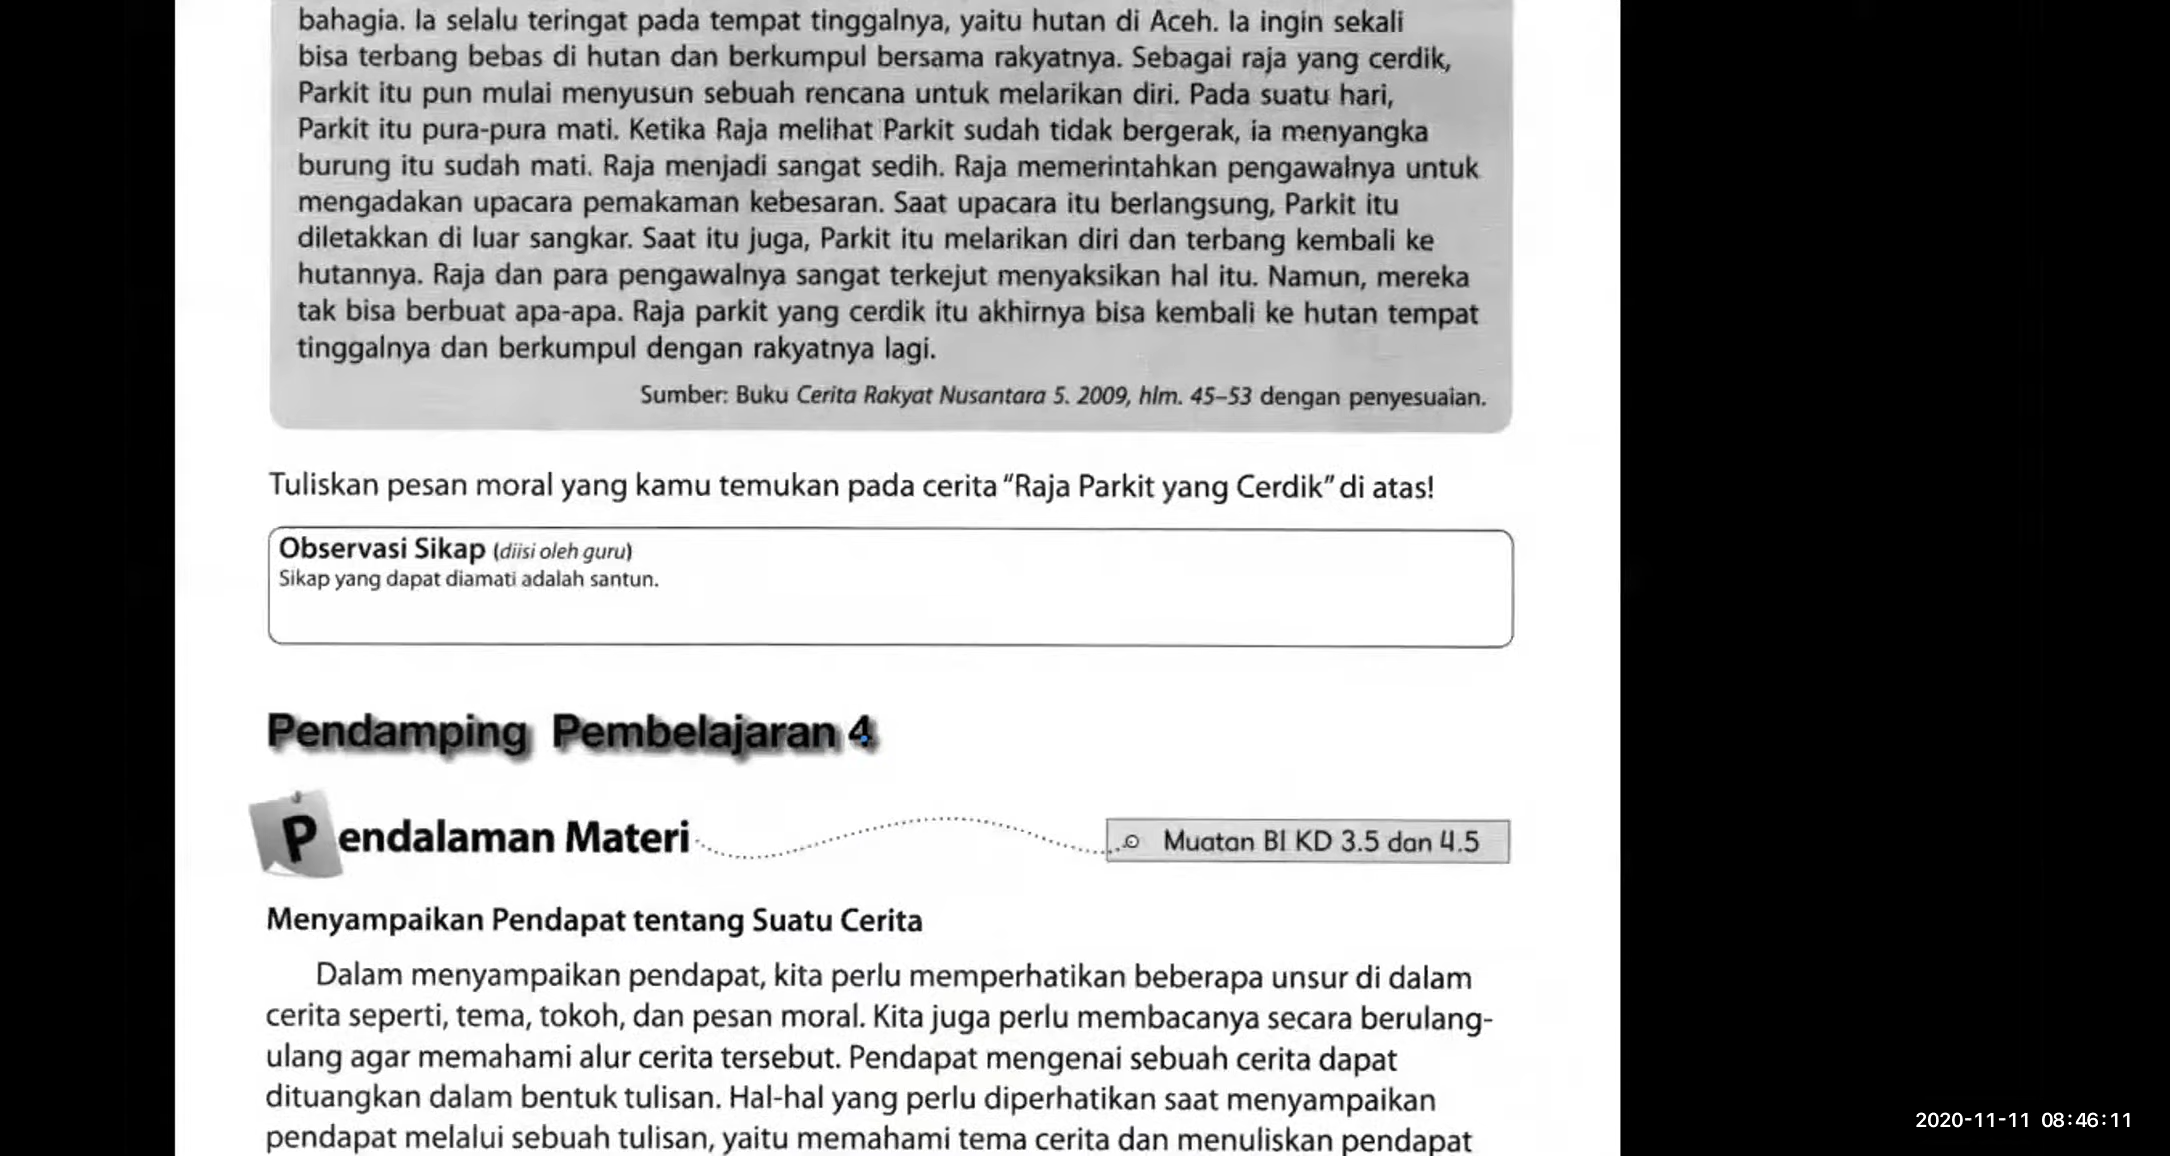 bahagia. Ia selalu teringat pada tempat tinggalnya, yaitu hutan di Aceh. Ia ingin sekali
bisa terbang bebas di hutan dan berkumpul bersama rakyatnya. Sebagai raja yang cerdik,
Parkit itu pun mulai menyusun sebuah rencana untuk melarikan diri. Pada suatu hari,
Parkit itu pura-pura mati. Ketika Raja melihat Parkit sudah tidak bergerak, ia menyangka
burung itu sudah mati. Raja menjadi sangat sedih. Raja memerintahkan pengawalnya untuk
mengadakan upacara pemakaman kebesaran. Saat upacara itu berlangsung, Parkit itu
diletakkan di luar sangkar. Saat itu juga, Parkit itu melarikan diri dan terbang kembali ke
hutannya. Raja dan para pengawalnya sangat terkejut menyaksikan hal itu. Namun, mereka
tak bisa berbuat apa-apa. Raja parkit yang cerdik itu akhirnya bisa kembali ke hutan tempat
tinggalnya dan berkumpul dengan rakyatnya lagi.
Sumber: Buku Cerita Rakyat Nusantara 5. 2009, hlm. 45–53 dengan penyesuaian.
Tuliskan pesan moral yang kamu temukan pada cerita "Raja Parkit yang Cerdik" di atas!
Observasi Sikap (diisi oleh guru)
Sikap yang dapat diamati adalah santun.
Pendamping Pembelajaran 4
Pendalaman Materi
Muatan BI KD 3.5 dan 4.5
Menyampaikan Pendapat tentang Suatu Cerita
Dalam menyampaikan pendapat, kita perlu memperhatikan beberapa unsur di dalam
cerita seperti, tema, tokoh, dan pesan moral. Kita juga perlu membacanya secara berulang-
ulang agar memahami alur cerita tersebut. Pendapat mengenai sebuah cerita dapat
dituangkan dalam bentuk tulisan. Hal-hal yang perlu diperhatikan saat menyampaikan
pendapat melalui sebuah tulisan, yaitu memahami tema cerita dan menuliskan pendapat
2020-11-11 08:46:11